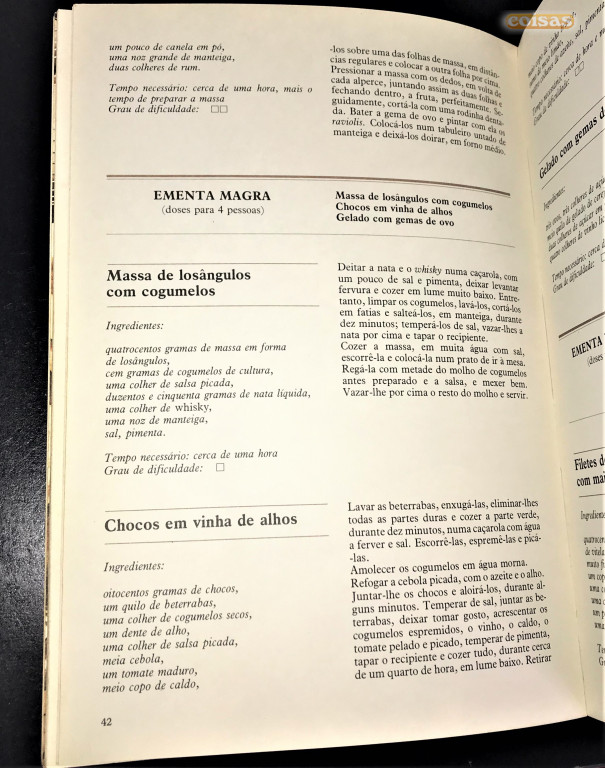 coisas
um pouco de canela em pó,
uma noz grande de manteiga,
duas colheres de rum.
Tempo necessário: cerca de uma hora, mais o
tempo de preparar a massa
Grau de dificuldade: □□
-los sobre uma das folhas de massa, em distân-
cias regulares e colocar a outra folha por cima.
Pressionar a massa com os dedos, em volta de
cada alperce, juntando assim as duas folhas e
fechando dentro, a fruta, perfeitamente. Se-
guidamente, cortá-la com uma rodinha denta-
da. Bater a gema de ovo e pintar com ela os
raviolis. Colocá-los num tabuleiro untado de
manteiga e deixá-los doirar, em forno médio.
EMENTA MAGRA
(doses para 4 pessoas)
Massa de losângulos com cogumelos
Chocos em vinha de alhos
Gelado com gemas de ovo
Massa de losângulos
com cogumelos
Ingredientes:
quatrocentos gramas de massa em forma
de losângulos,
cem gramas de cogumelos de cultura,
uma colher de salsa picada,
duzentos e cinquenta gramas de nata líquida,
uma colher de whisky,
uma noz de manteiga,
sal, pimenta.
Tempo necessário: cerca de uma hora
Grau de dificuldade: □
Deitar a nata e o whisky numa caçarola, com
um pouco de sal e pimenta, deixar levantar
fervura e cozer em lume muito baixo. Entre-
tanto, limpar os cogumelos, lavá-los, cortá-los
em fatias e salteá-los, em manteiga, durante
dez minutos; temperá-los de sal, vazar-lhes a
nata por cima e tapar o recipiente.
Cozer a massa, em muita água com sal,
escorrê-la e colocá-la num prato de ir à mesa.
Regá-la com metade do molho de cogumelos
antes preparado e a salsa, e mexer bem.
Vazar-lhe por cima o resto do molho e servir.
Chocos em vinha de alhos
Ingredientes:
oitocentos gramas de chocos,
um quilo de beterrabas,
uma colher de cogumelos secos,
um dente de alho,
uma colher de salsa picada,
meia cebola,
um tomate maduro,
meio copo de caldo,
Lavar as beterrabas, enxugá-las, eliminar-lhes
todas as partes duras e cozer a parte verde,
durante dez minutos, numa caçarola com água
a ferver e sal. Escorrê-las, espremê-las e picá-
-las.
Amolecer os cogumelos em água morna.
Refogar a cebola picada, com o azeite e o alho.
Juntar-lhe os chocos e aloirá-los, durante al-
guns minutos. Temperar de sal, juntar as be-
terrabas, deixar tomar gosto, acrescentar os
cogumelos espremidos, o vinho, o caldo, o
tomate pelado e picado, temperar de pimenta,
tapar o recipiente e cozer tudo, durante cerca
de um quarto de hora, em lume baixo. Retirar
42
Gelado com gemas d
Ingredientes:
EMENTA
(doses
Filetes de
com mai